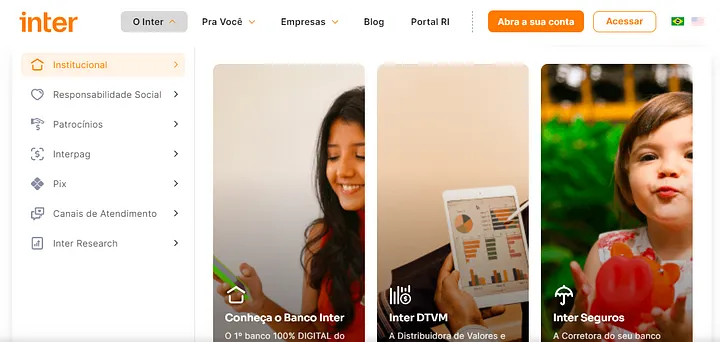 inter
O Inter
Pra Você
Empresas
Blog
Portal RI
Abra a sua conta
Acessar
Institucional
Responsabilidade Social
Patrocínios
Interpag
Pix
Canais de Atendimento
Inter Research
Conheça o Banco Inter
O 1º banco 100% DIGITAL do
Inter DTVM
A Distribuidora de Valores e
Inter Seguros
A Corretora do seu banco